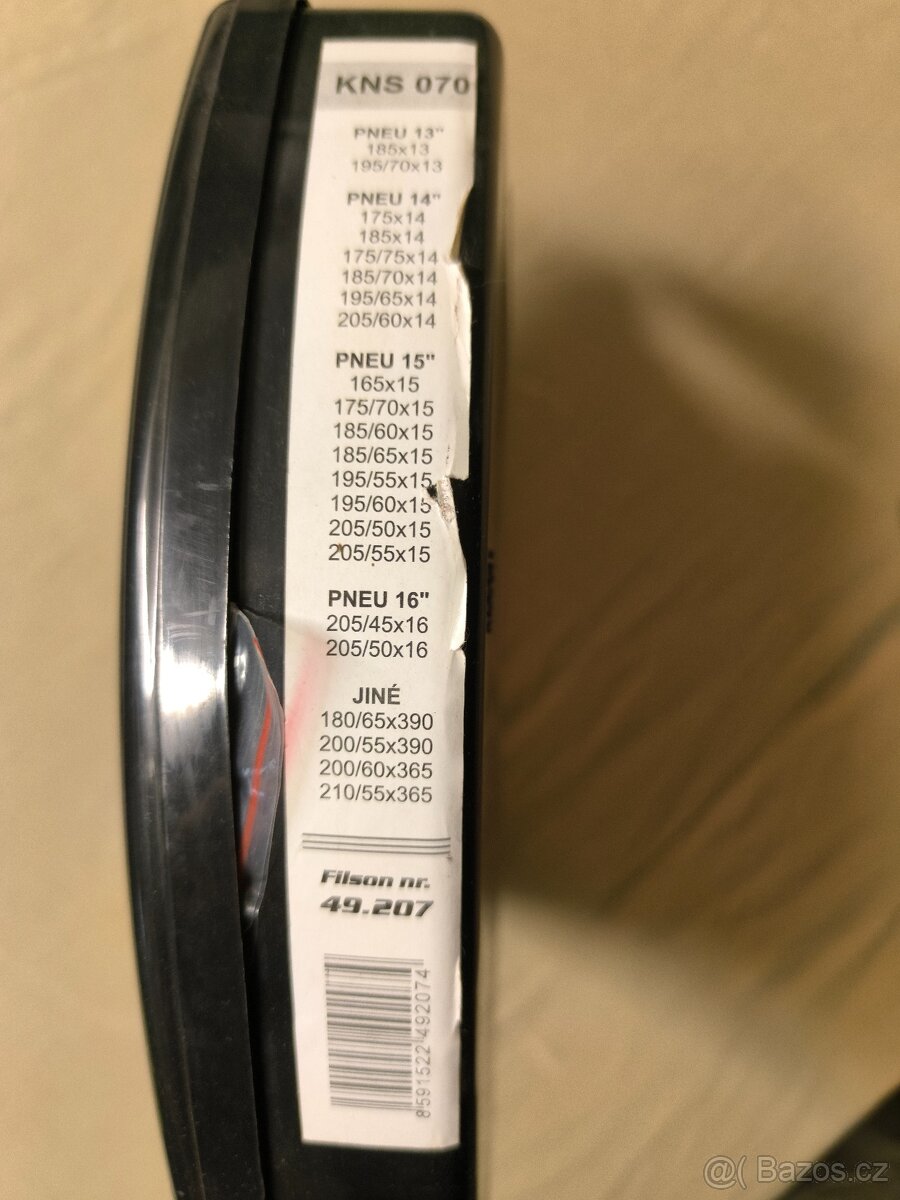 KNS 070
PNEU 13"
185x13
195/70x13
PNEU 14"
175x14
185x14
175/75x14
185/70x14
195/65x14
205/60x14
PNEU 15"
165x15
175/70x15
185/60x15
185/65x15
195/55x15
195/60x15
205/50x15
205/55x15
PNEU 16"
205/45x16
205/50x16
JINÉ
180/65x390
200/55x390
200/60x365
210/55x365
Filson nr.
49.207
8591522492074
@( Bazos.cz